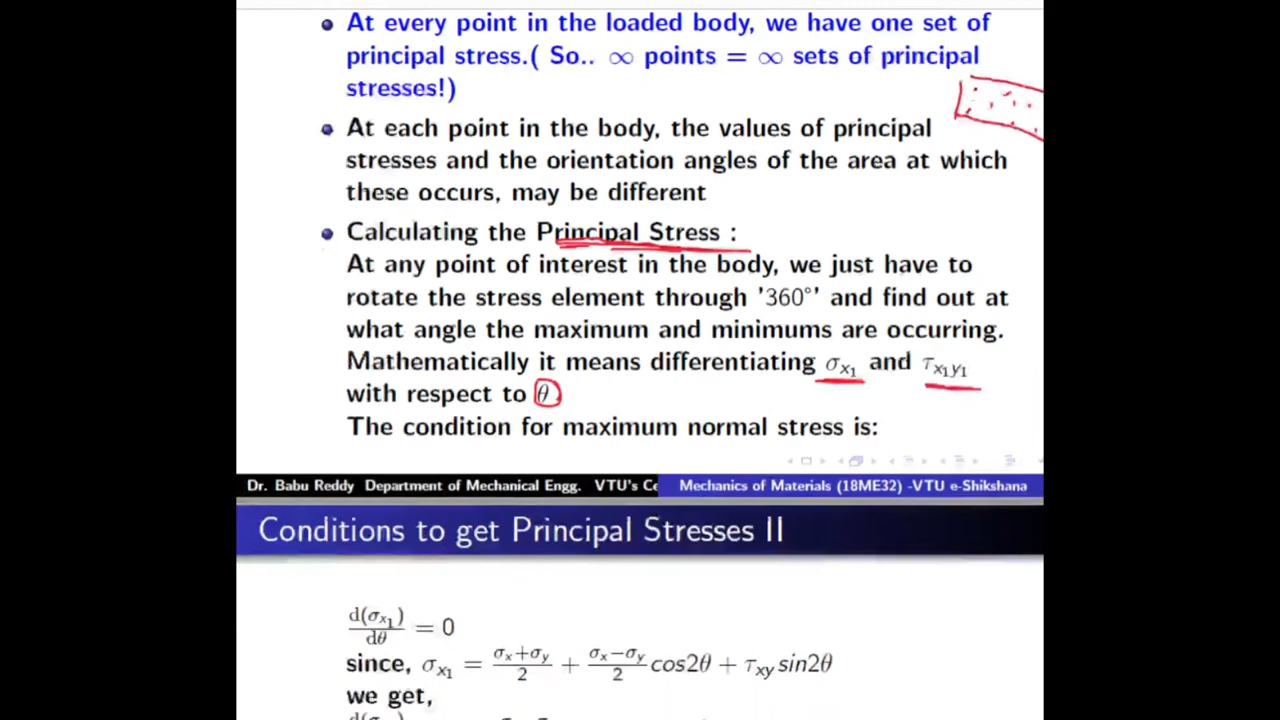 At every point in the loaded body, we have one set of
principal stress.( So.. ∞ points = ∞ sets of principal
stresses!)
At each point in the body, the values of principal
stresses and the orientation angles of the area at which
these occurs, may be different
Calculating the Principal Stress :
At any point of interest in the body, we just have to
rotate the stress element through '360°' and find out at
what angle the maximum and minimums are occurring.
Mathematically it means differentiating σx₁ and τx₁y₁
with respect to θ
The condition for maximum normal stress is:
Dr. Babu Reddy Department of Mechanical Engg. VTU's Ce Mechanics of Materials (18ME32) -VTU e-Shikshana
Conditions to get Principal Stresses II
d(σx₁)/dθ = 0
since, σx₁ = (σx+σy)/2 + (σx−σy)/2 cos2θ + τxy sin2θ
we get,